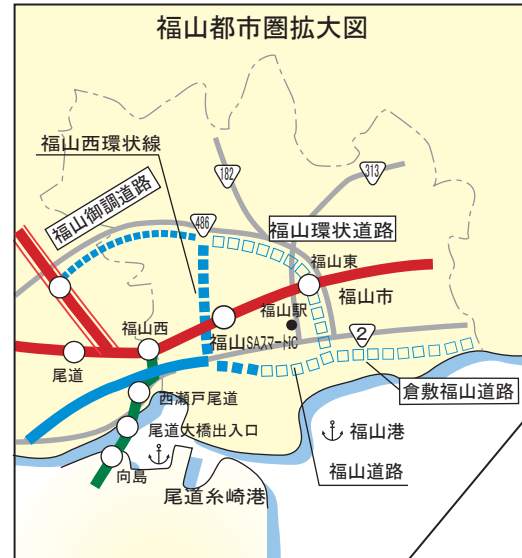 福山都市圏拡大図
福山西環状線
182
313
福山御調道路
486
福山環状道路
福山東
福山市
福山駅
福山西
福山SAスマートIC
2
尾道
倉敷福山道路
西瀬戸尾道
尾道大橋出入口
福山港
福山道路
向島
尾道糸崎港